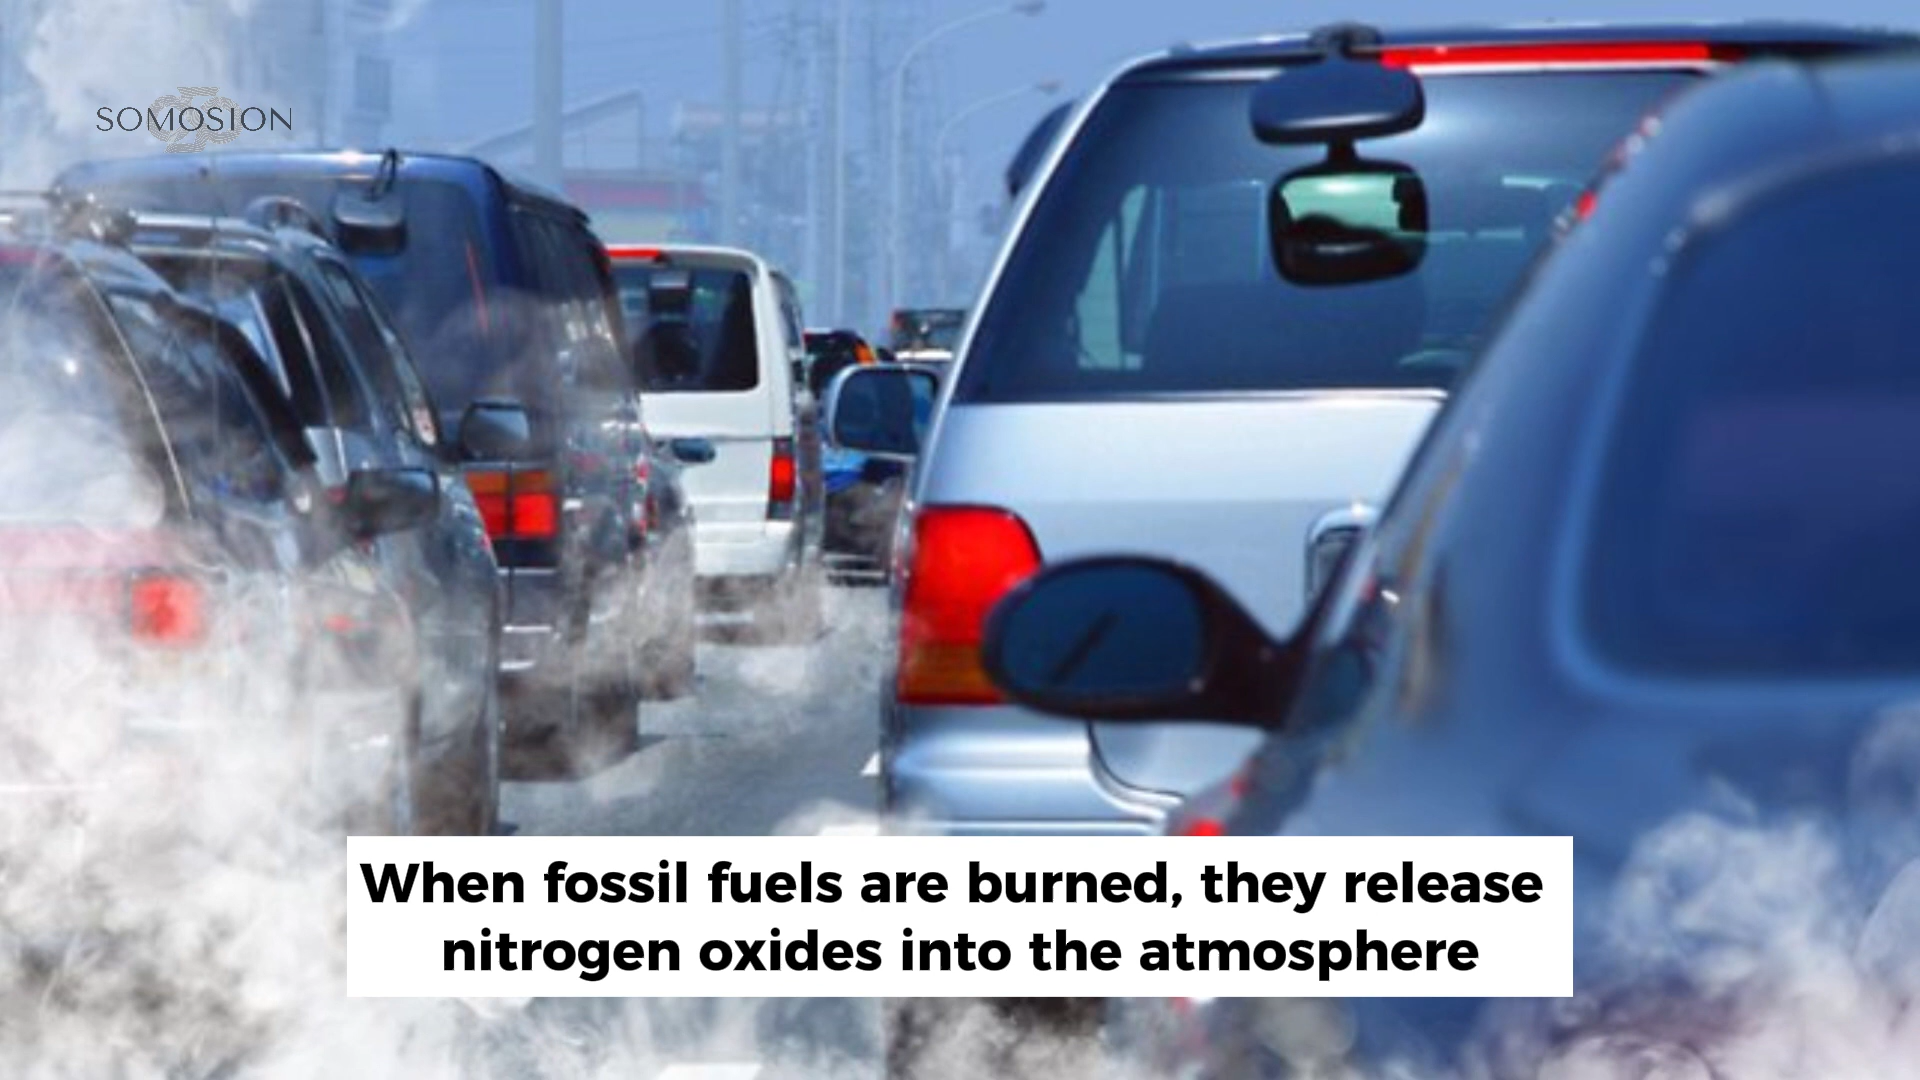 SOMOSION
When fossil fuels are burned, they release
nitrogen oxides into the atmosphere